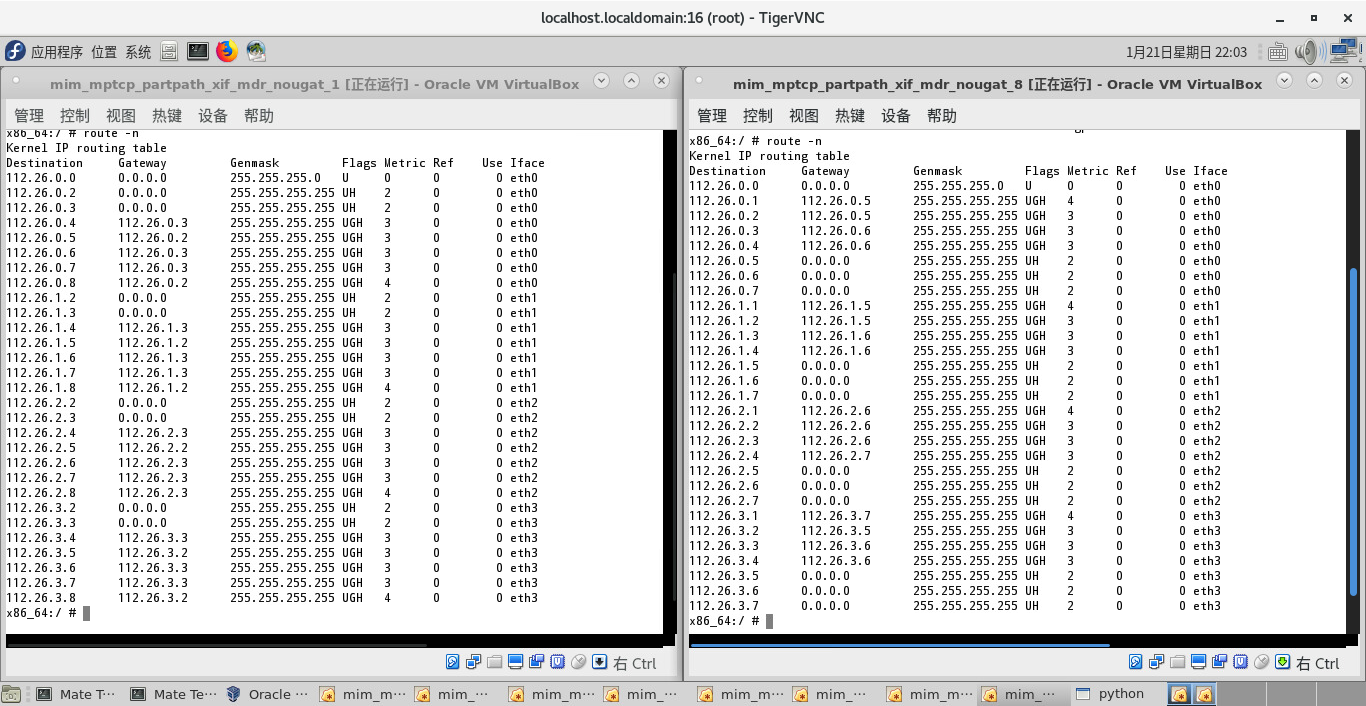 localhost.localdomain:16 (root) - TigerVNC
应用程序 位置 系统
1月21日星期日 22:03
mim_mptcp_partpath_xif_mdr_nougat_1 [正在运行] - Oracle VM VirtualBox
管理 控制 视图 热键 设备 帮助
x86_64:/ # route -n
Kernel IP routing table
Destination Gateway Genmask Flags Metric Ref Use Iface
112.26.0.0 0.0.0.0 255.255.255.0 U 0 0 0 eth0
112.26.0.2 0.0.0.0 255.255.255.255 UH 2 0 0 eth0
112.26.0.3 0.0.0.0 255.255.255.255 UH 2 0 0 eth0
112.26.0.4 112.26.0.3 255.255.255.255 UGH 3 0 0 eth0
112.26.0.5 112.26.0.2 255.255.255.255 UGH 3 0 0 eth0
112.26.0.6 112.26.0.3 255.255.255.255 UGH 3 0 0 eth0
112.26.0.7 112.26.0.3 255.255.255.255 UGH 3 0 0 eth0
112.26.0.8 112.26.0.2 255.255.255.255 UGH 4 0 0 eth0
112.26.1.2 0.0.0.0 255.255.255.255 UH 2 0 0 eth1
112.26.1.3 0.0.0.0 255.255.255.255 UH 2 0 0 eth1
112.26.1.4 112.26.1.3 255.255.255.255 UGH 3 0 0 eth1
112.26.1.5 112.26.1.2 255.255.255.255 UGH 3 0 0 eth1
112.26.1.6 112.26.1.3 255.255.255.255 UGH 3 0 0 eth1
112.26.1.7 112.26.1.3 255.255.255.255 UGH 3 0 0 eth1
112.26.1.8 112.26.1.2 255.255.255.255 UGH 4 0 0 eth1
112.26.2.2 0.0.0.0 255.255.255.255 UH 2 0 0 eth2
112.26.2.3 0.0.0.0 255.255.255.255 UH 2 0 0 eth2
112.26.2.4 112.26.2.3 255.255.255.255 UGH 3 0 0 eth2
112.26.2.5 112.26.2.2 255.255.255.255 UGH 3 0 0 eth2
112.26.2.6 112.26.2.3 255.255.255.255 UGH 3 0 0 eth2
112.26.2.7 112.26.2.3 255.255.255.255 UGH 3 0 0 eth2
112.26.2.8 112.26.2.3 255.255.255.255 UGH 4 0 0 eth2
112.26.3.2 0.0.0.0 255.255.255.255 UH 2 0 0 eth3
112.26.3.3 0.0.0.0 255.255.255.255 UH 2 0 0 eth3
112.26.3.4 112.26.3.3 255.255.255.255 UGH 3 0 0 eth3
112.26.3.5 112.26.3.2 255.255.255.255 UGH 3 0 0 eth3
112.26.3.6 112.26.3.3 255.255.255.255 UGH 3 0 0 eth3
112.26.3.7 112.26.3.3 255.255.255.255 UGH 3 0 0 eth3
112.26.3.8 112.26.3.2 255.255.255.255 UGH 4 0 0 eth3
x86_64:/ #
右 Ctrl
mim_mptcp_partpath_xif_mdr_nougat_8 [正在运行] - Oracle VM VirtualBox
管理 控制 视图 热键 设备 帮助
x86_64:/ # route -n
Kernel IP routing table
Destination Gateway Genmask Flags Metric Ref Use Iface
112.26.0.0 0.0.0.0 255.255.255.0 U 0 0 0 eth0
112.26.0.1 112.26.0.5 255.255.255.255 UGH 4 0 0 eth0
112.26.0.2 112.26.0.5 255.255.255.255 UGH 3 0 0 eth0
112.26.0.3 112.26.0.6 255.255.255.255 UGH 3 0 0 eth0
112.26.0.4 112.26.0.6 255.255.255.255 UGH 3 0 0 eth0
112.26.0.5 0.0.0.0 255.255.255.255 UH 2 0 0 eth0
112.26.0.6 0.0.0.0 255.255.255.255 UH 2 0 0 eth0
112.26.0.7 0.0.0.0 255.255.255.255 UH 2 0 0 eth0
112.26.1.1 112.26.1.5 255.255.255.255 UGH 4 0 0 eth1
112.26.1.2 112.26.1.5 255.255.255.255 UGH 3 0 0 eth1
112.26.1.3 112.26.1.6 255.255.255.255 UGH 3 0 0 eth1
112.26.1.4 112.26.1.6 255.255.255.255 UGH 3 0 0 eth1
112.26.1.5 0.0.0.0 255.255.255.255 UH 2 0 0 eth1
112.26.1.6 0.0.0.0 255.255.255.255 UH 2 0 0 eth1
112.26.1.7 0.0.0.0 255.255.255.255 UH 2 0 0 eth1
112.26.2.1 112.26.2.6 255.255.255.255 UGH 4 0 0 eth2
112.26.2.2 112.26.2.6 255.255.255.255 UGH 3 0 0 eth2
112.26.2.3 112.26.2.6 255.255.255.255 UGH 3 0 0 eth2
112.26.2.4 112.26.2.7 255.255.255.255 UGH 3 0 0 eth2
112.26.2.5 0.0.0.0 255.255.255.255 UH 2 0 0 eth2
112.26.2.6 0.0.0.0 255.255.255.255 UH 2 0 0 eth2
112.26.2.7 0.0.0.0 255.255.255.255 UH 2 0 0 eth2
112.26.3.1 112.26.3.7 255.255.255.255 UGH 4 0 0 eth3
112.26.3.2 112.26.3.5 255.255.255.255 UGH 3 0 0 eth3
112.26.3.3 112.26.3.6 255.255.255.255 UGH 3 0 0 eth3
112.26.3.4 112.26.3.6 255.255.255.255 UGH 3 0 0 eth3
112.26.3.5 0.0.0.0 255.255.255.255 UH 2 0 0 eth3
112.26.3.6 0.0.0.0 255.255.255.255 UH 2 0 0 eth3
112.26.3.7 0.0.0.0 255.255.255.255 UH 2 0 0 eth3
x86_64:/ #
右 Ctrl
Mate T⋯ Mate Te⋯ Oracle ⋯ mim_m⋯ mim_⋯ mim_m⋯ mim_⋯ mim_m⋯ mim_⋯ mim_m⋯ mim_⋯ python